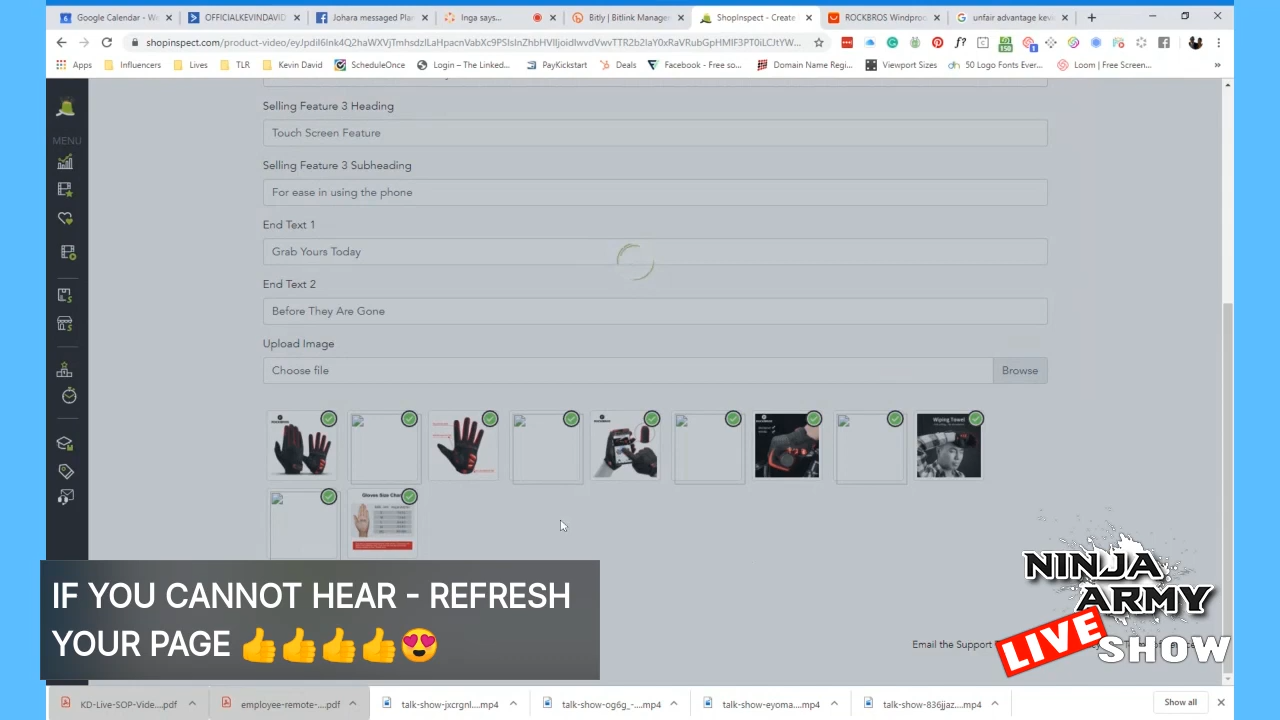 Google Calendar - We
OFFICIALKEVINDAVID
Johara messaged Plan
Inga says...
Bitly | Bitlink Manage
ShopInspect - Create
ROCKBROS Windproo
unfair advantage kevi
shopinspect.com/product-video/
Apps
Influencers
Lives
TLR
Kevin David
ScheduleOnce
Login – The Linked...
PayKickstart
Deals
Facebook - Free so...
Domain Name Regi...
Viewport Sizes
50 Logo Fonts Ever...
Loom | Free Screen...
MENU
Selling Feature 3 Heading
Touch Screen Feature
Selling Feature 3 Subheading
For ease in using the phone
End Text 1
Grab Yours Today
End Text 2
Before They Are Gone
Upload Image
Choose file
Browse
ROCKBROS
Wiping Towel
Gloves Size Chart
IF YOU CANNOT HEAR - REFRESH
YOUR PAGE 👍👍👍👍😍
NINJA
ARMY
LIVE
SHOW
Email the Support
KD-Live-SOP-Vide....pdf
employee-remote-....pdf
talk-show-jxcrgnl....mp4
talk-show-og6g_-....mp4
talk-show-eyoma....mp4
talk-show-836jjaz....mp4
Show all